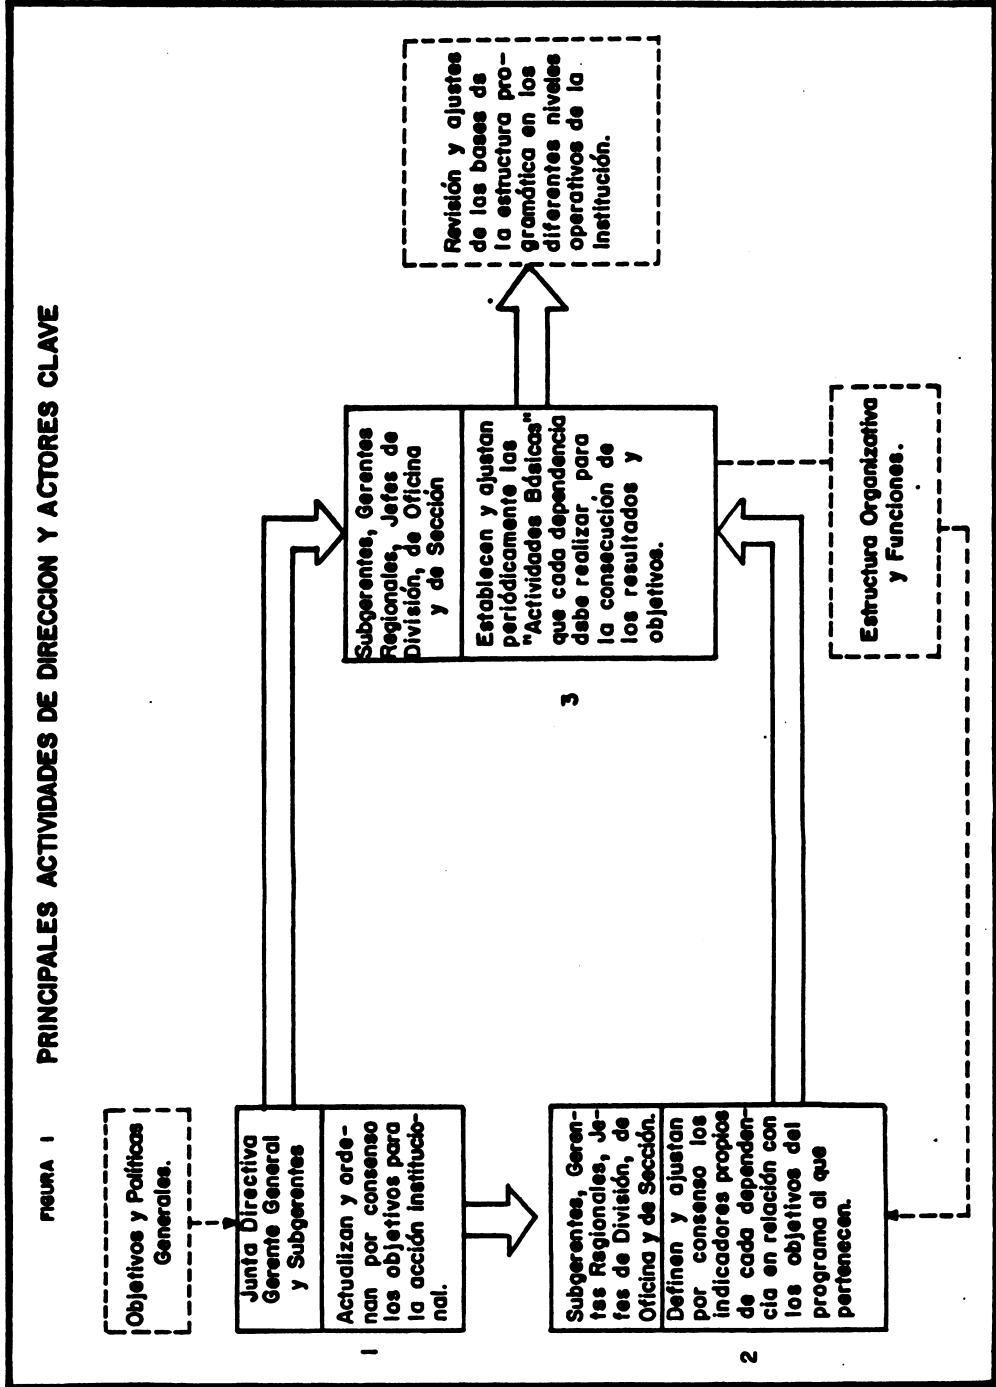 FIGURA 1 PRINCIPALES ACTIVIDADES DE DIRECCION Y ACTORES CLAVE
Objetivos y Políticas
Generales.
Junta Directiva
Gerente General
y Subgerentes
Actualizan y orde-
nan por consenso
los objetivos para
la acción institucio-
nal.
1
Subgerentes, Geren-
tes Regionales, Je-
fes de División, de
Oficina y de Sección.
Definen y ajustan
por consenso los
indicadores propios
de cada dependen-
cia en relación con
los objetivos del
programa al que
pertenecen.
2
Subgerentes, Gerentes
Regionales, Jefes de
División, de Oficina
y de Sección
Establecen y ajustan
periódicamente las
"Actividades Básicas"
que cada dependencia
debe realizar para
la consecución de
los resultados y
objetivos.
3
Revisión y ajustes
de las bases de
la estructura pro-
gramática en los
diferentes niveles
operativos de la
Institución.
Estructura Organizativa
y Funciones.